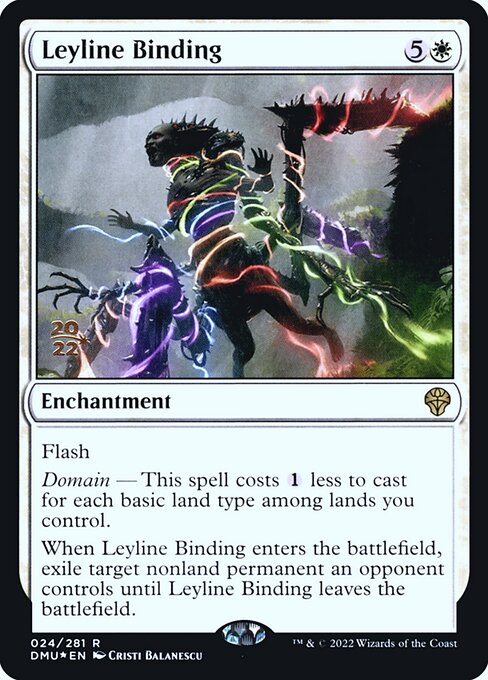 Leyline Binding 5
20
22
Enchantment
Flash
Domain — This spell costs 1 less to cast
for each basic land type among lands you
control.
When Leyline Binding enters the battlefield,
exile target nonland permanent an opponent
controls until Leyline Binding leaves the
battlefield.
024/281 R
DMU★EN Cristi Balanescu
™ & © 2022 Wizards of the Coast